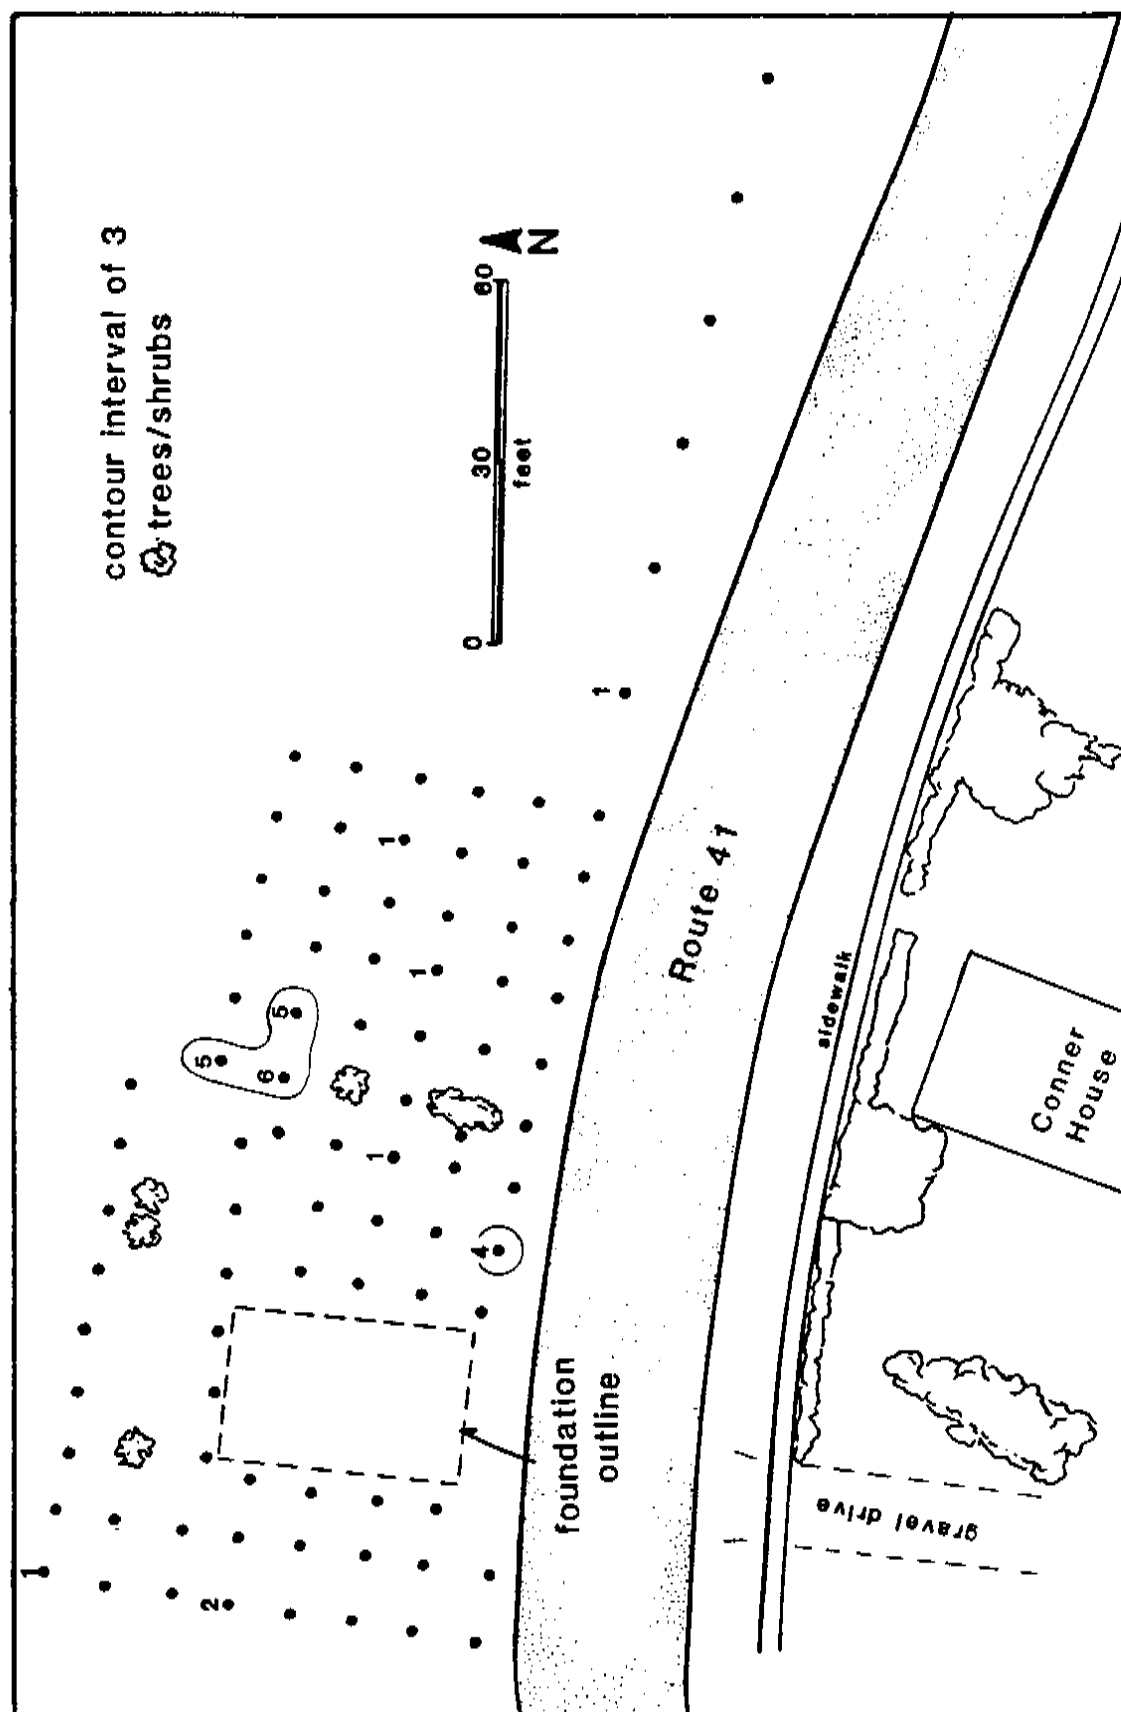 contour interval of 3
trees/shrubs
N
0 30 60
feet
1
1
1
5
5
6
1
4
1
2
Route 41
sidewalk
Conner
House
foundation
outline
gravel drive